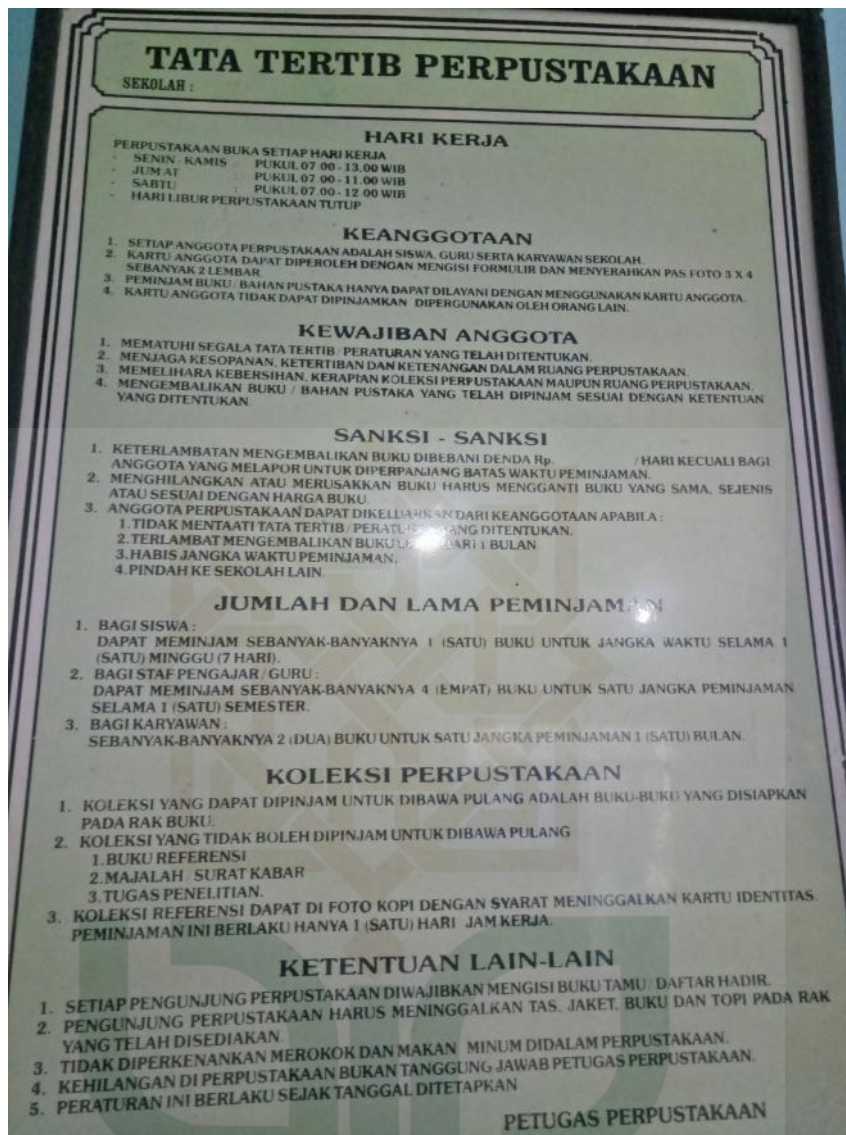 TATA TERTIB PERPUSTAKAAN
SEKOLAH :
HARI KERJA
PERPUSTAKAAN BUKA SETIAP HARI KERJA
- SENIN / KAMIS : PUKUL 07.00 - 13.00 WIB
- JUM'AT : PUKUL 07.00 - 11.00 WIB
- SABTU : PUKUL 07.00 - 12.00 WIB
- HARI LIBUR PERPUSTAKAAN TUTUP
KEANGGOTAAN
1. SETIAP ANGGOTA PERPUSTAKAAN ADALAH SISWA, GURU SERTA KARYAWAN SEKOLAH.
2. KARTU ANGGOTA DAPAT DIPEROLEH DENGAN MENGISI FORMULIR DAN MENYERAHKAN PAS FOTO 3 X 4
SEBANYAK 2 LEMBAR.
3. PEMINJAM BUKU / BAHAN PUSTAKA HANYA DAPAT DILAYANI DENGAN MENGGUNAKAN KARTU ANGGOTA.
4. KARTU ANGGOTA TIDAK DAPAT DIPINJAMKAN DIPERGUNAKAN OLEH ORANG LAIN.
KEWAJIBAN ANGGOTA
1. MEMATUHI SEGALA TATA TERTIB / PERATURAN YANG TELAH DITENTUKAN.
2. MENJAGA KESOPANAN, KETERTIBAN DAN KETENANGAN DALAM RUANG PERPUSTAKAAN.
3. MEMELIHARA KEBERSIHAN, KERAPIAN KOLEKSI PERPUSTAKAAN MAUPUN RUANG PERPUSTAKAAN.
4. MENGEMBALIKAN BUKU / BAHAN PUSTAKA YANG TELAH DIPINJAM SESUAI DENGAN KETENTUAN
YANG DITENTUKAN.
SANKSI - SANKSI
1. KETERLAMBATAN MENGEMBALIKAN BUKU DIBEBANI DENDA Rp. / HARI KECUALI BAGI
ANGGOTA YANG MELAPOR UNTUK DIPERPANJANG BATAS WAKTU PEMINJAMAN.
2. MENGHILANGKAN ATAU MERUSAKKAN BUKU HARUS MENGGANTI BUKU YANG SAMA, SEJENIS
ATAU SESUAI DENGAN HARGA BUKU.
3. ANGGOTA PERPUSTAKAAN DAPAT DIKELUARKAN DARI KEANGGOTAAN APABILA :
1. TIDAK MENTAATI TATA TERTIB / PERATURAN YANG DITENTUKAN.
2. TERLAMBAT MENGEMBALIKAN BUKU DARI 1 BULAN
3. HABIS JANGKA WAKTU PEMINJAMAN.
4. PINDAH KE SEKOLAH LAIN.
JUMLAH DAN LAMA PEMINJAMAN
1. BAGI SISWA :
DAPAT MEMINJAM SEBANYAK-BANYAKNYA 1 (SATU) BUKU UNTUK JANGKA WAKTU SELAMA 1
(SATU) MINGGU (7 HARI).
2. BAGI STAF PENGAJAR / GURU :
DAPAT MEMINJAM SEBANYAK-BANYAKNYA 4 (EMPAT) BUKU UNTUK SATU JANGKA PEMINJAMAN
SELAMA 1 (SATU) SEMESTER.
3. BAGI KARYAWAN :
SEBANYAK-BANYAKNYA 2 (DUA) BUKU UNTUK SATU JANGKA PEMINJAMAN 1 (SATU) BULAN.
KOLEKSI PERPUSTAKAAN
1. KOLEKSI YANG DAPAT DIPINJAM UNTUK DIBAWA PULANG ADALAH BUKU-BUKU YANG DISIAPKAN
PADA RAK BUKU.
2. KOLEKSI YANG TIDAK BOLEH DIPINJAM UNTUK DIBAWA PULANG
1. BUKU REFERENSI
2. MAJALAH / SURAT KABAR
3. TUGAS PENELITIAN.
3. KOLEKSI REFERENSI DAPAT DI FOTO KOPI DENGAN SYARAT MENINGGALKAN KARTU IDENTITAS.
PEMINJAMAN INI BERLAKU HANYA 1 (SATU) HARI JAM KERJA.
KETENTUAN LAIN-LAIN
1. SETIAP PENGUNJUNG PERPUSTAKAAN DIWAJIBKAN MENGISI BUKU TAMU / DAFTAR HADIR.
2. PENGUNJUNG PERPUSTAKAAN HARUS MENINGGALKAN TAS, JAKET, BUKU DAN TOPI PADA RAK
YANG TELAH DISEDIAKAN.
3. TIDAK DIPERKENANKAN MEROKOK DAN MAKAN MINUM DIDALAM PERPUSTAKAAN.
4. KEHILANGAN DI PERPUSTAKAAN BUKAN TANGGUNG JAWAB PETUGAS PERPUSTAKAAN.
5. PERATURAN INI BERLAKU SEJAK TANGGAL DITETAPKAN
PETUGAS PERPUSTAKAAN